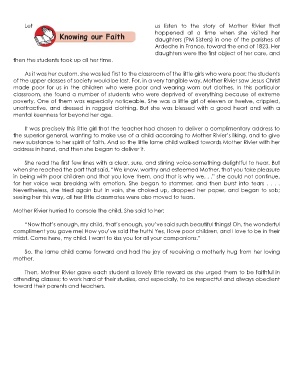 Let us listen to the story of Mother Rivier that
happened at a time when she visited her
Knowing our Faith
daughters (PM Sisters) in one of the parishes of
Ardeche in France, toward the end of 1823. Her
daughters were the first object of her care, and
then the students took up all her time.
As it was her custom, she was led first to the classroom of the little girls who were poor; the students
of the upper classes of society would be last. For, in a very tangible way, Mother Rivier saw Jesus Christ
made poor for us in the children who were poor and wearing worn out clothes. In this particular
classroom, she found a number of students who were deprived of everything because of extreme
poverty. One of them was especially noticeable. She was a little girl of eleven or twelve, crippled,
unattractive, and dressed in ragged clothing. But she was blessed with a good heart and with a
mental keenness far beyond her age.
It was precisely this little girl that the teacher had chosen to deliver a complimentary address to
the superior general, wanting to make use of a child according to Mother Rivier's liking, and to give
new substance to her spirit of faith. And so the little lame child walked towards Mother Rivier with her
address in hand, and then she began to deliver it.
She read the first few lines with a clear, sure, and stirring voice-something delightful to hear. But
when she reached the part that said, "We know, worthy and esteemed Mother, that you take pleasure
in being with poor children and that you love them, and that is why we. . ." she could not continue,
for her voice was breaking with emotion. She began to stammer, and then burst into tears . . . .
Nevertheless, she tried again; but in vain, she choked up, dropped her paper, and began to sob;
seeing her this way, all her little classmates were also moved to tears.
Mother Rivier hurried to console the child. She said to her:
"Now that's enough, my child, that's enough, you've said such beautiful things! Oh, the wonderful
compliment you gave me! How you've said the truth! Yes, I love poor children, and I love to be in their
midst. Come here, my child, I want to kiss you for all your companions."
So, the lame child came forward and had the joy of receiving a motherly hug from her loving
mother.
Then, Mother Rivier gave each student a lovely little reward as she urged them to be faithful in
attending classes; to work hard at their studies, and especially, to be respectful and always obedient
toward their parents and teachers.